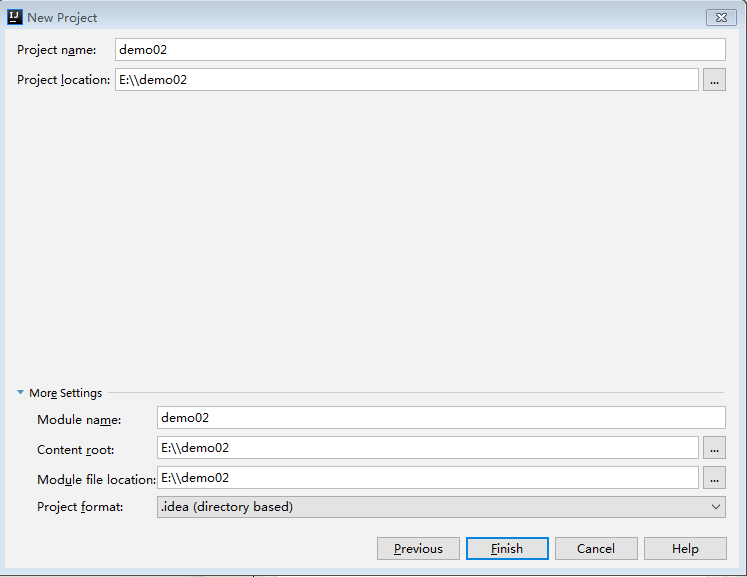 IJ New Project
Project name: demo02
Project location: E:\\demo02 ...
More Settings
Module name: demo02
Content root: E:\\demo02 ...
Module file location: E:\\demo02 ...
Project format: .idea (directory based)
Previous Finish Cancel Help